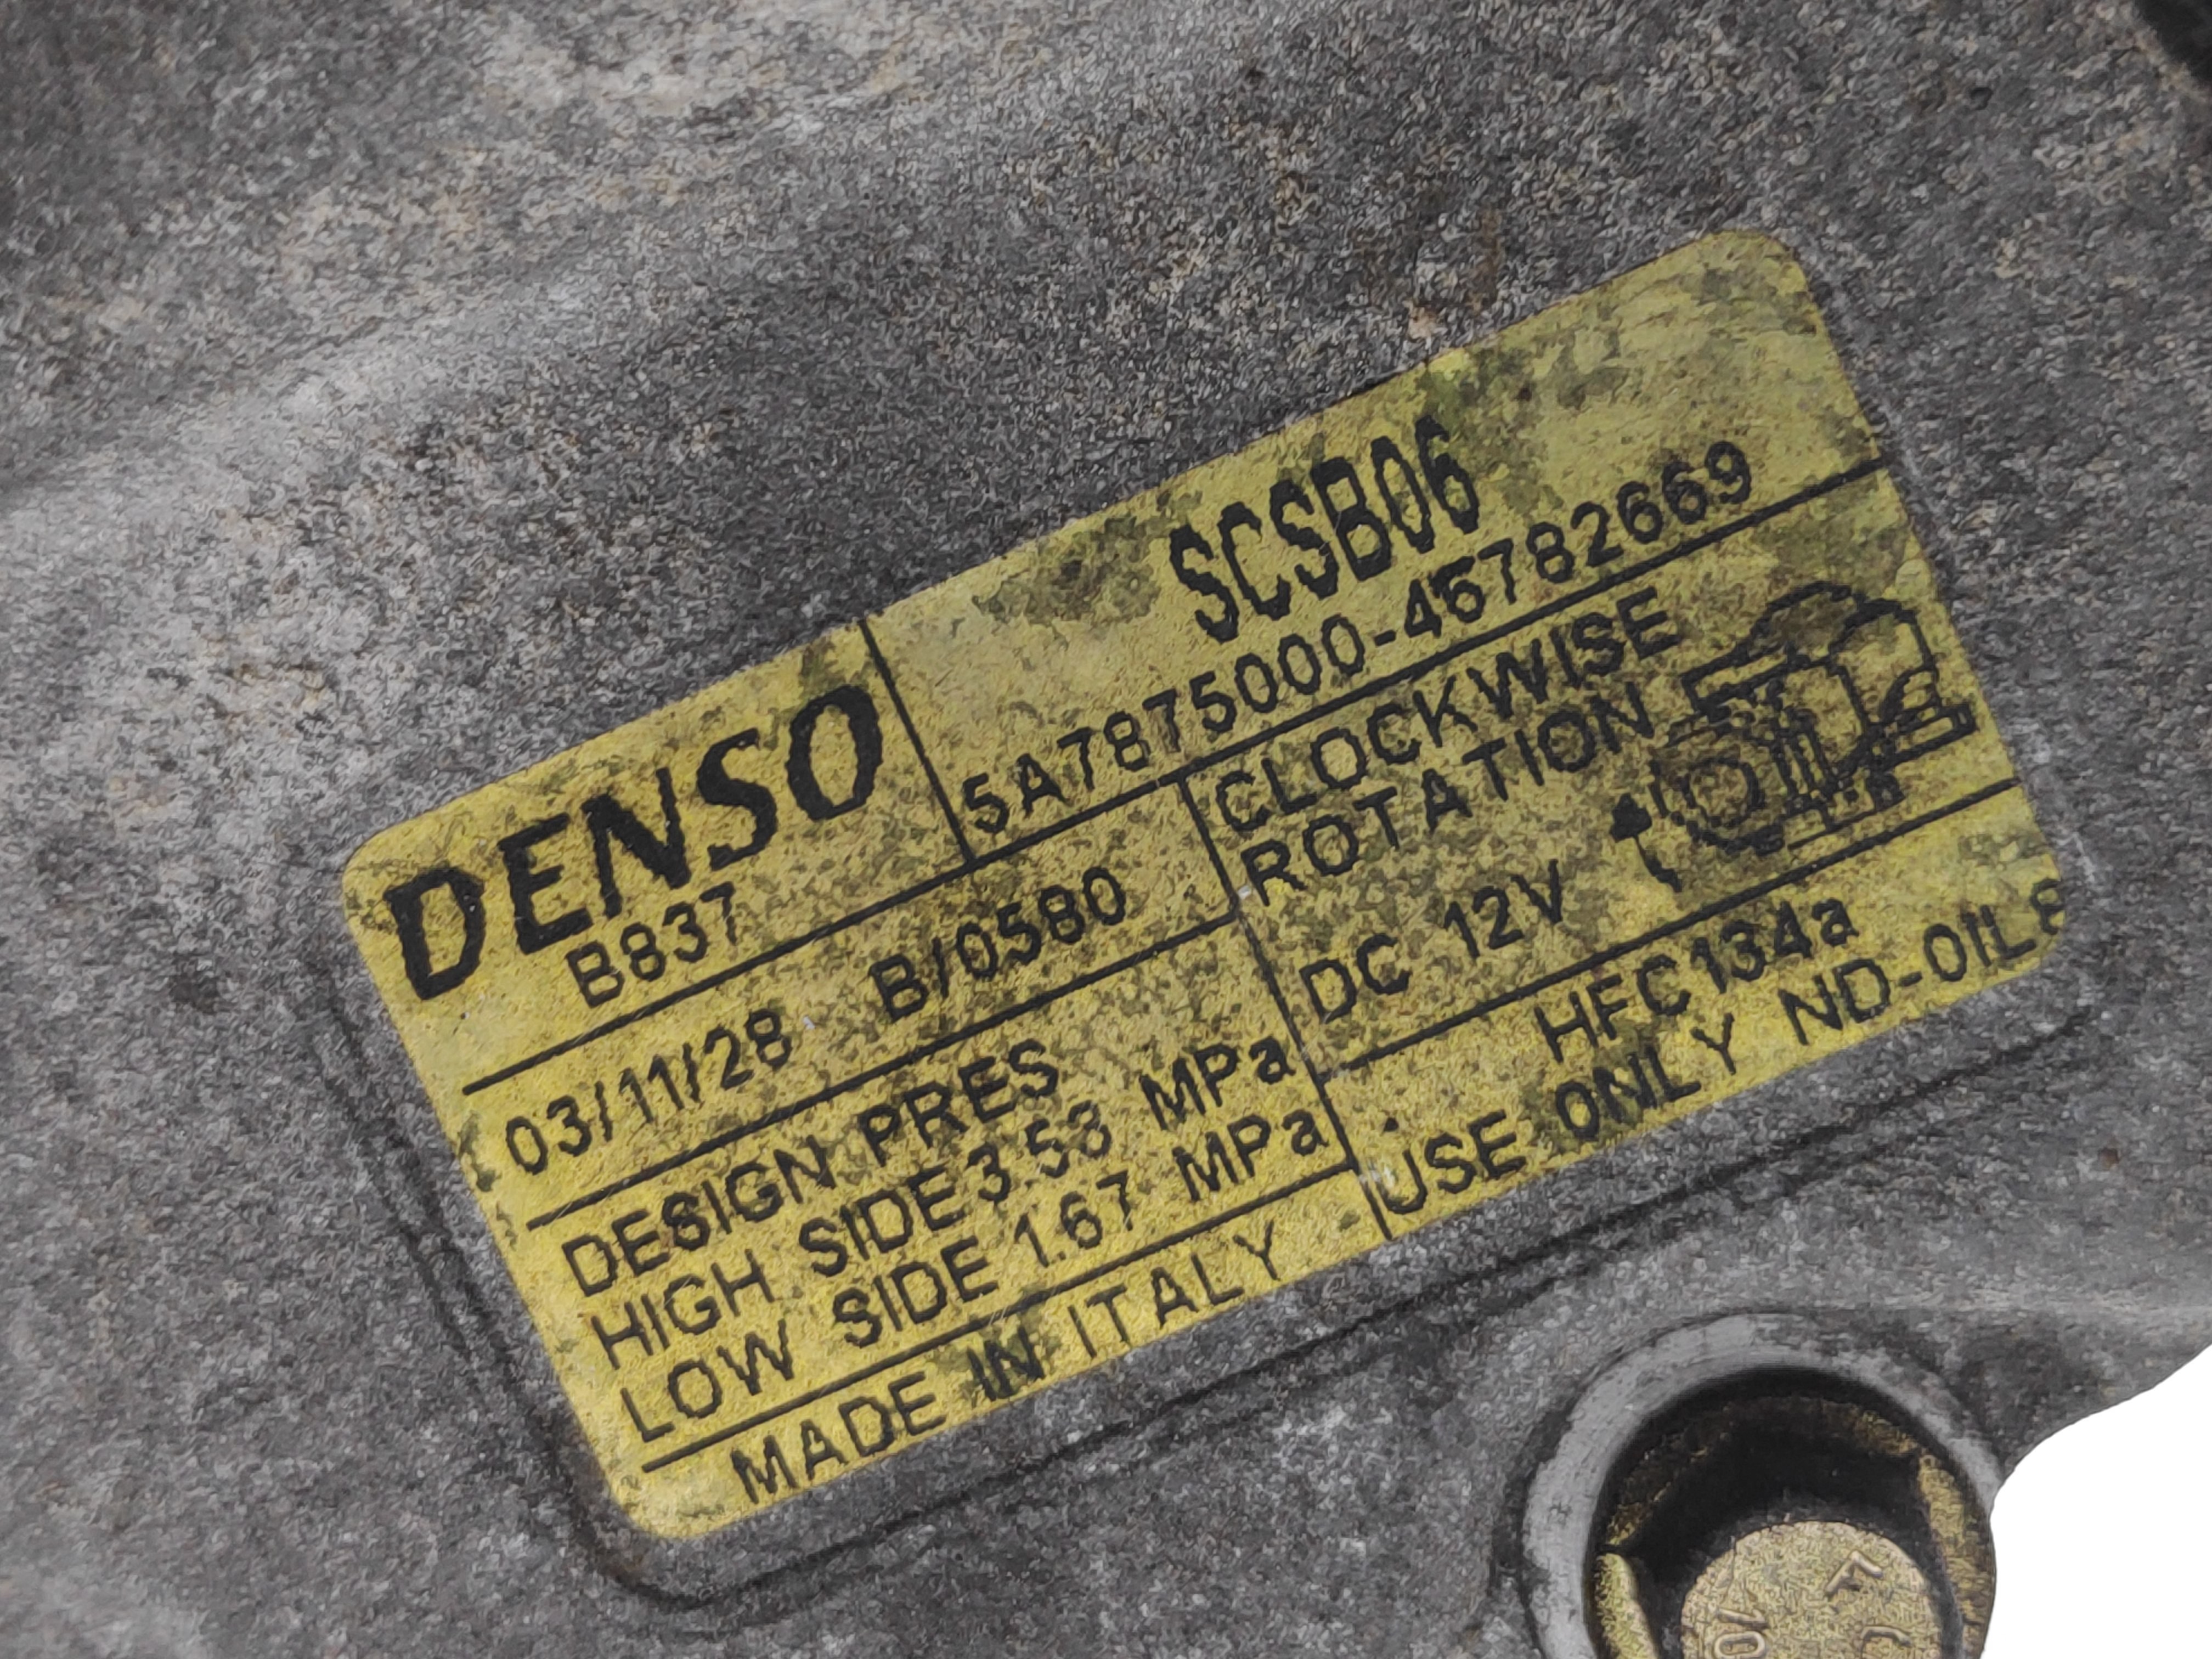 DENSO
B837
SCSB06
5A7875000-46782669
03/11/28 B/0580
CLOCKWISE
ROTATION
DC 12V
DESIGN PRES
HIGH SIDE 3.53 MPa
LOW SIDE 1.67 MPa
HFC134a
USE ONLY ND-OIL8
MADE IN ITALY